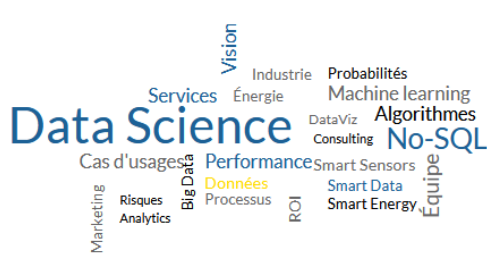 Vision
Industrie
Probabilités
Services
Énergie
Machine learning
Data Science
DataViz
Algorithmes
Consulting
No-SQL
Cas d'usages
Big Data
Performance
Smart Sensors
Équipe
Données
Smart Data
Marketing
Risques
Processus
ROI
Smart Energy
Analytics